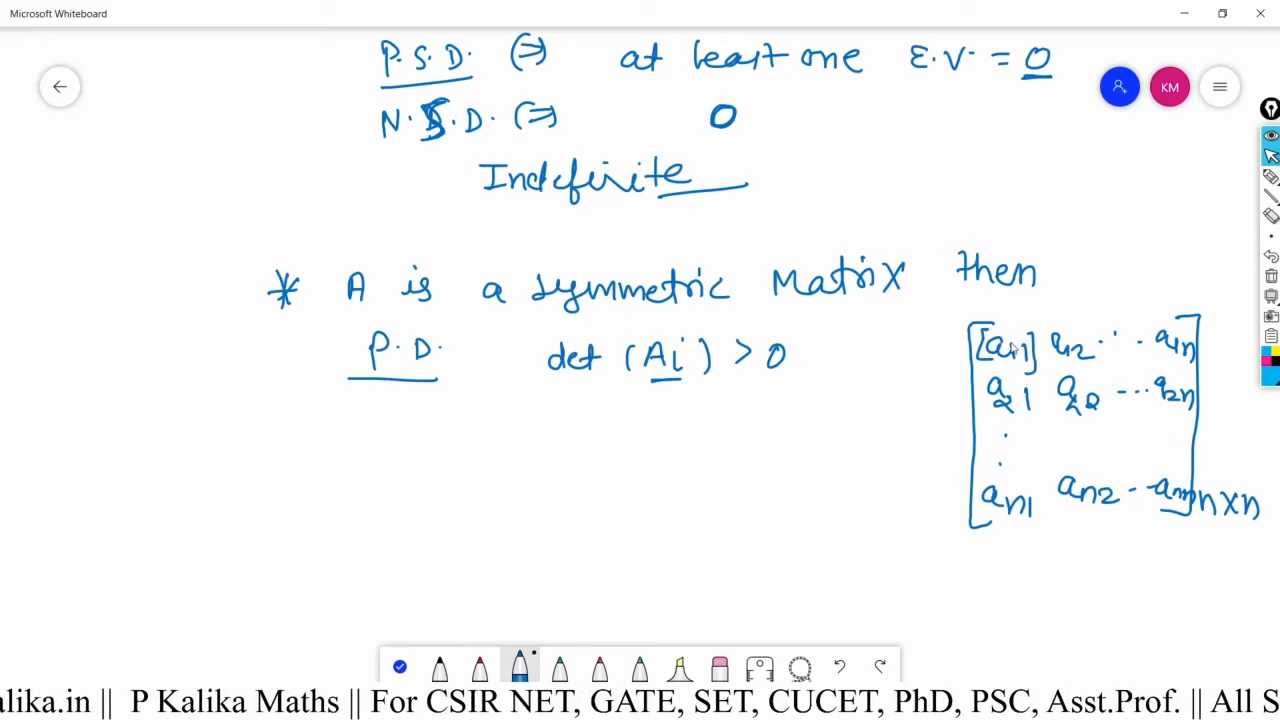 Microsoft Whiteboard
P.S.D. (⇒) at least one E.V. = 0
KM
N.S.D. (⇒) 0
Indefinite
* A is a symmetric Matrix then
P.D. det (Ai) > 0
[a11] a12 . . . a1n
a21 a22 ... a2n
.
.
an1 an2 - - ann n×n
alika.in || P Kalika Maths || For CSIR NET, GATE, SET, CUCET, PhD, PSC, Asst.Prof. || All S